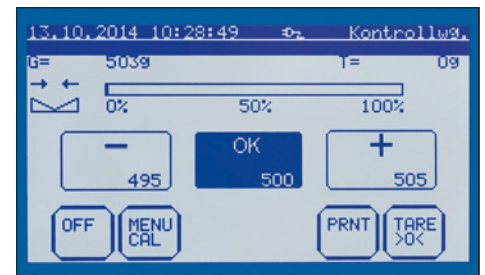 13.10.2014 10:28:49 Kontrollwg.
G= 503g T= 0g
0% 50% 100%
− OK +
495 500 505
OFF MENU CAL PRNT TARE >0<